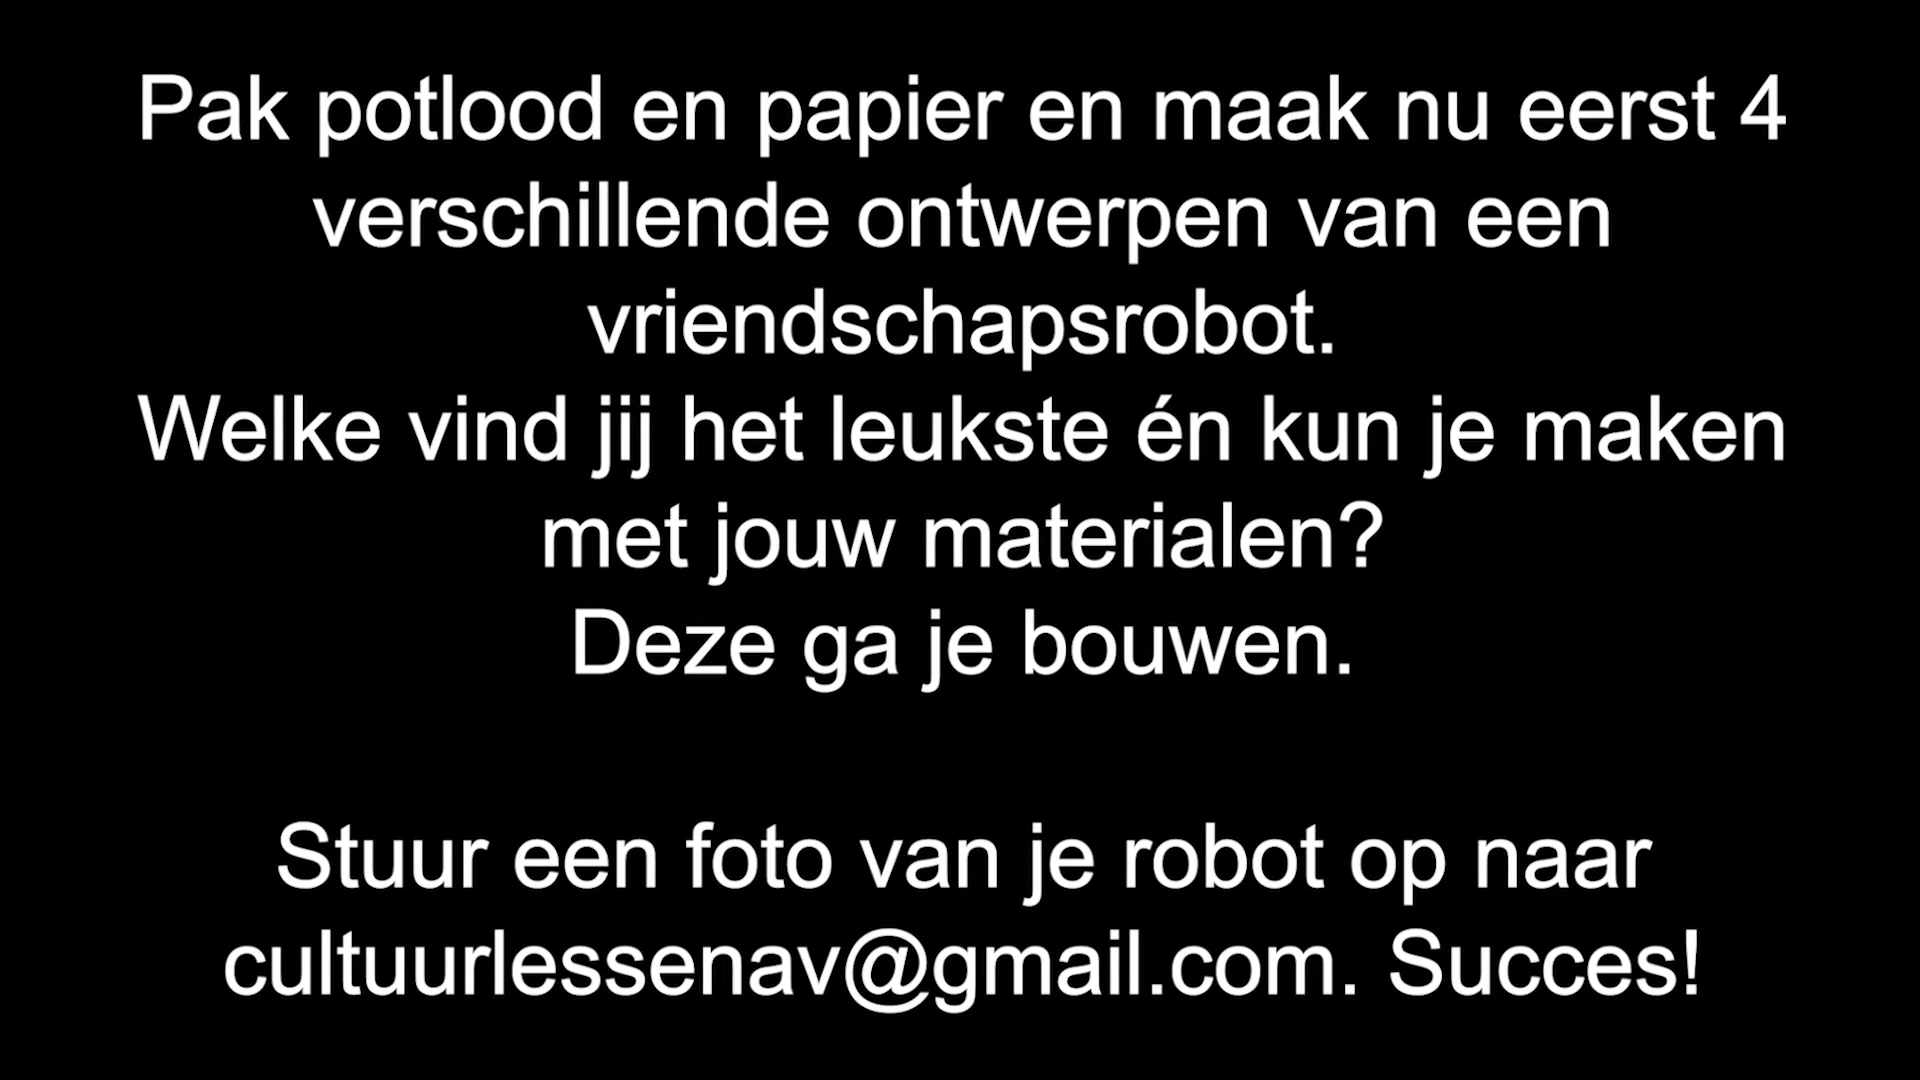 Pak potlood en papier en maak nu eerst 4
verschillende ontwerpen van een
vriendschapsrobot.
Welke vind jij het leukste én kun je maken
met jouw materialen?
Deze ga je bouwen.
Stuur een foto van je robot op naar
cultuurlessenav@gmail.com. Succes!